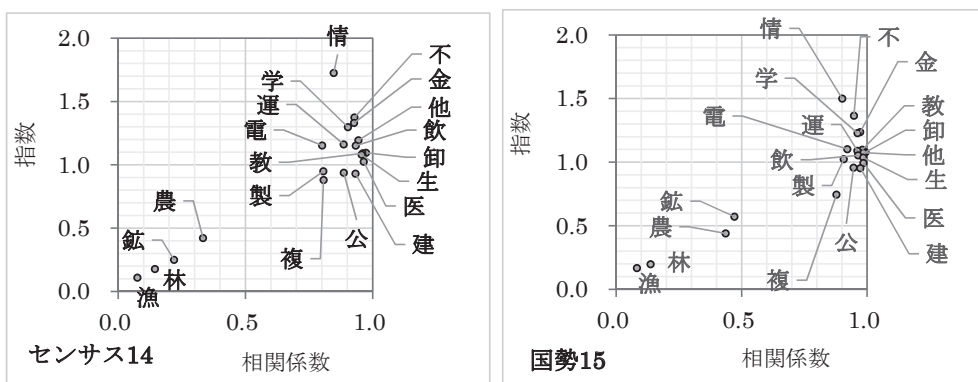 2.0
1.5
1.0
0.5
0.0
指数
情
不
学
金
運
他
電
飲
教
卸
製
生
農
医
鉱
建
公
複
林
漁
0.0 0.5 1.0
センサス14
相関係数
2.0
1.5
1.0
0.5
0.0
指数
情
不
学
金
電
運
教
卸
飲
他
製
生
鉱
医
農
公
建
林
複
漁
0.0 0.5 1.0
国勢15
相関係数